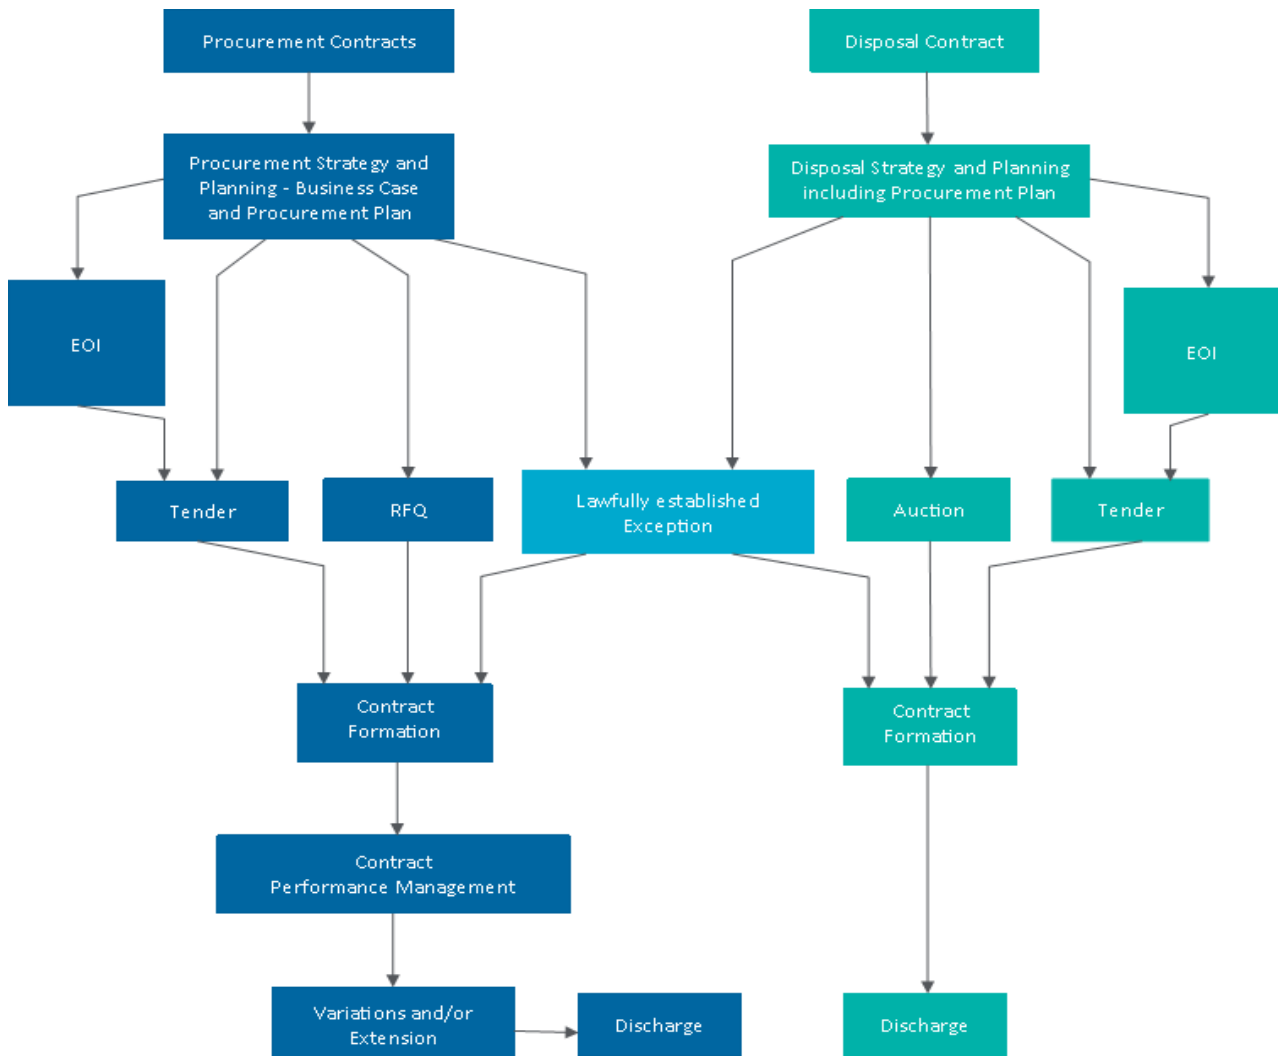 Procurement Contracts
Disposal Contract
Procurement Strategy and
Planning - Business Case
and Procurement Plan
Disposal Strategy and Planning
including Procurement Plan
EOI
EOI
Tender
RFQ
Lawfully established
Exception
Auction
Tender
Contract
Formation
Contract
Formation
Contract
Performance Management
Variations and/or
Extension
Discharge
Discharge